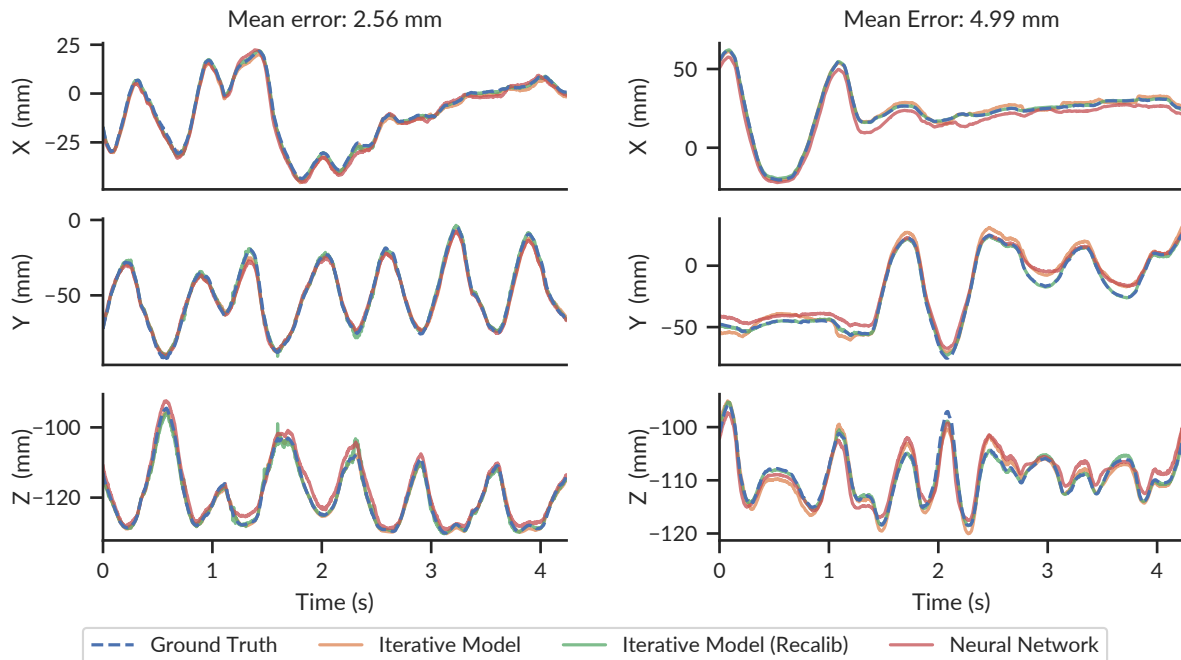 Mean error: 2.56 mm
Mean Error: 4.99 mm
25
0
−25
X (mm)
50
0
X (mm)
0
−50
Y (mm)
0
−50
Y (mm)
−100
−120
Z (mm)
−100
−110
−120
Z (mm)
0 1 2 3 4
0 1 2 3 4
Time (s)
Time (s)
Ground Truth Iterative Model Iterative Model (Recalib) Neural Network